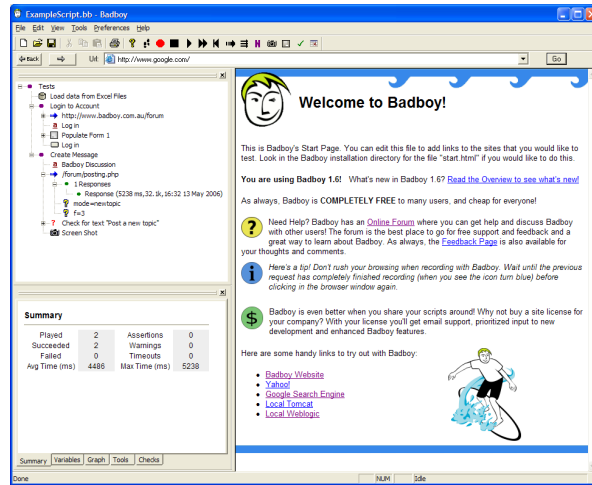 ExampleScript.bb - Badboy
File Edit View Tools Preferences Help
Back Url: http://www.google.com/ Go
Tests
Load data from Excel Files
Login to Account
http://www.badboy.com.au/forum
Log in
Populate Form 1
Log in
Create Message
Badboy Discussion
/forum/posting.php
1 Responses
Response (5238 ms,32.1k,16:32 13 May 2006)
mode=newtopic
f=3
Check for text "Post a new topic"
Screen Shot
Summary
Played 2 Assertions 0
Succeeded 2 Warnings 0
Failed 0 Timeouts 0
Avg Time (ms) 4486 Max Time (ms) 5238
Summary Variables Graph Tools Checks
Welcome to Badboy!
This is Badboy's Start Page. You can edit this file to add links to the sites that you would like to
test. Look in the Badboy installation directory for the file "start.html" if you would like to do this.
You are using Badboy 1.6! What's new in Badboy 1.6? Read the Overview to see what's new!
As always, Badboy is COMPLETELY FREE to many users, and cheap for everyone!
Need Help? Badboy has an Online Forum where you can get help and discuss Badboy
with other users! The forum is the best place to go for free support and feedback and a
great way to learn about Badboy. As always, the Feedback Page is also available for
your thoughts and comments.
Here's a tip! Don't rush your browsing when recording with Badboy. Wait until the previous
request has completely finished recording (when you see the icon turn blue) before
clicking in the browser window again.
Badboy is even better when you share your scripts around! Why not buy a site license for
your company? With your license you'll get email support, prioritized input to new
development and enhanced Badboy features.
Here are some handy links to try out with Badboy:
Badboy Website
Yahoo!
Google Search Engine
Local Tomcat
Local Weblogic
Done NUM Idle